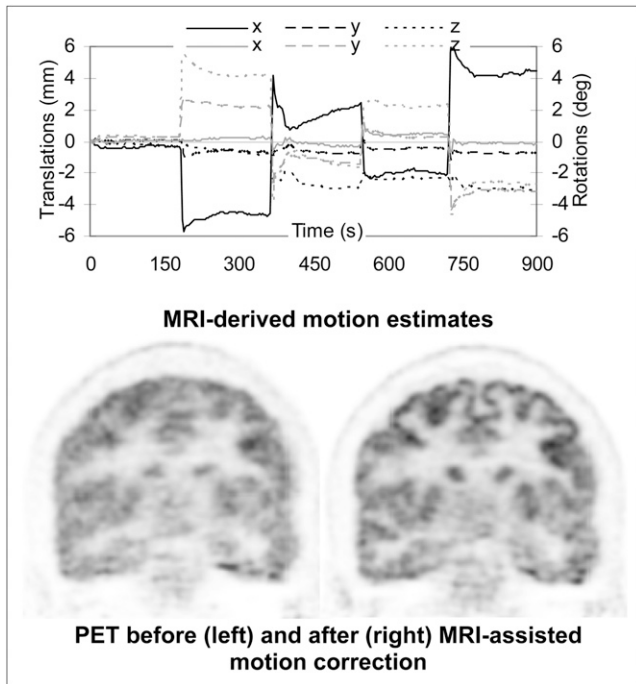 x y z
x y z
6 6
4 4
2 2
0 0
-2 -2
-4 -4
-6 -6
Translations (mm)
Rotations (deg)
Time (s)
0 150 300 450 600 750 900
MRI-derived motion estimates
PET before (left) and after (right) MRI-assisted
motion correction